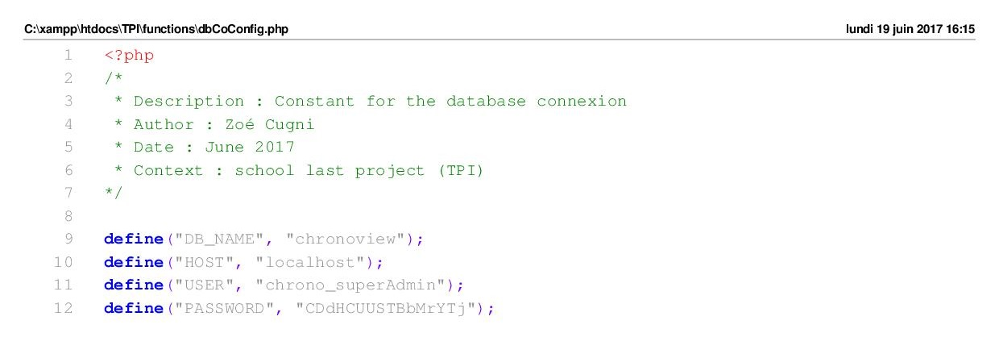 C:\xampp\htdocs\TPI\functions\dbCoConfig.php lundi 19 juin 2017 16:15
1 <?php
2 /*
3 * Description : Constant for the database connexion
4 * Author : Zoé Cugni
5 * Date : June 2017
6 * Context : school last project (TPI)
7 */
8
9 define("DB_NAME", "chronoview");
10 define("HOST", "localhost");
11 define("USER", "chrono_superAdmin");
12 define("PASSWORD", "CDdHCUUSTBbMrYTj");